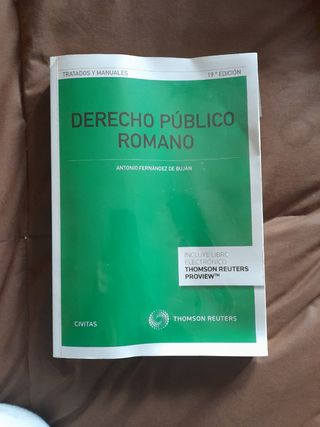 TRATADOS Y MANUALES 19.ª EDICIÓN
DERECHO PÚBLICO
ROMANO
ANTONIO FERNÁNDEZ DE BUJÁN
INCLUYE LIBRO
ELECTRÓNICO
THOMSON REUTERS
PROVIEW™
CIVITAS THOMSON REUTERS